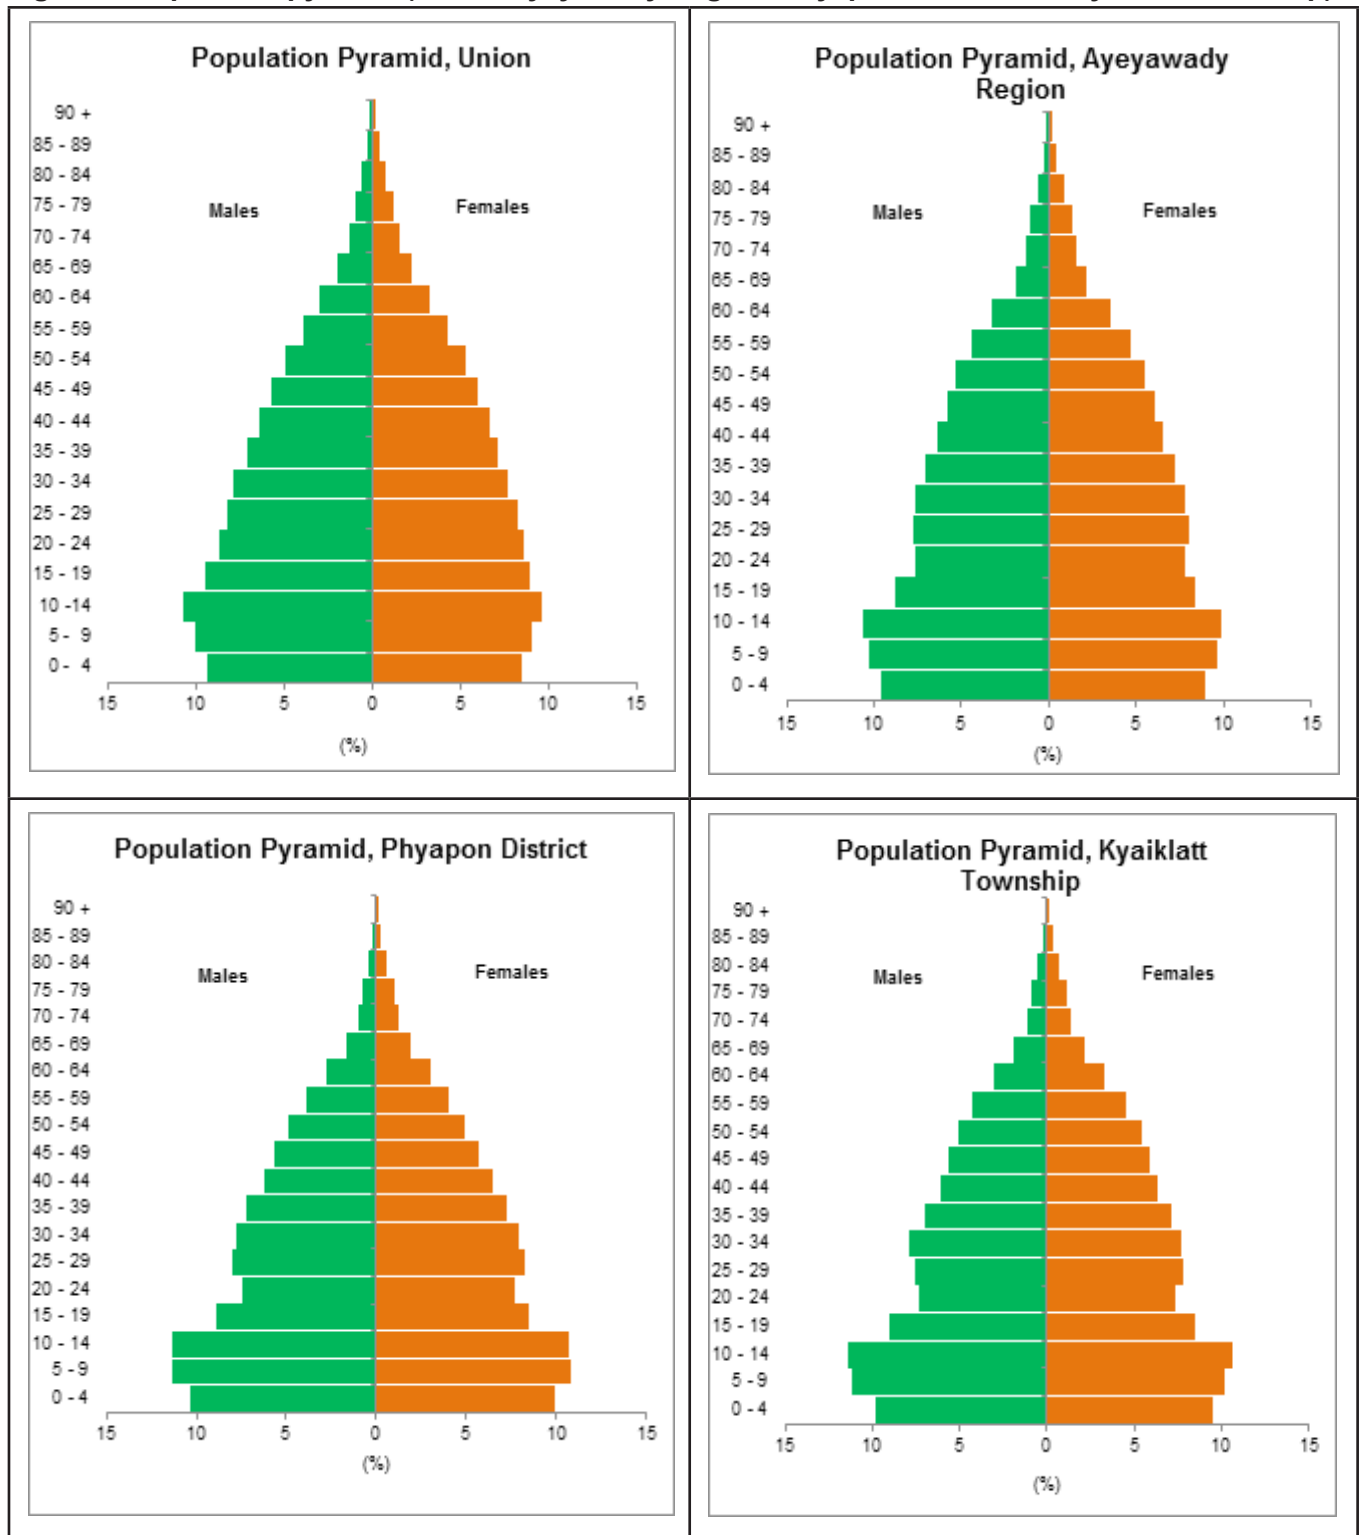 Population Pyramid, Union
90 +
85 - 89
80 - 84
75 - 79
70 - 74
65 - 69
60 - 64
55 - 59
50 - 54
45 - 49
40 - 44
35 - 39
30 - 34
25 - 29
20 - 24
15 - 19
10 -14
5 - 9
0 - 4
Males
Females
15 10 5 0 5 10 15
(%)
Population Pyramid, Ayeyawady
Region
90 +
85 - 89
80 - 84
75 - 79
70 - 74
65 - 69
60 - 64
55 - 59
50 - 54
45 - 49
40 - 44
35 - 39
30 - 34
25 - 29
20 - 24
15 - 19
10 - 14
5 - 9
0 - 4
Males
Females
15 10 5 0 5 10 15
(%)
Population Pyramid, Phyapon District
90 +
85 - 89
80 - 84
75 - 79
70 - 74
65 - 69
60 - 64
55 - 59
50 - 54
45 - 49
40 - 44
35 - 39
30 - 34
25 - 29
20 - 24
15 - 19
10 - 14
5 - 9
0 - 4
Males
Females
15 10 5 0 5 10 15
(%)
Population Pyramid, Kyaiklatt
Township
90 +
85 - 89
80 - 84
75 - 79
70 - 74
65 - 69
60 - 64
55 - 59
50 - 54
45 - 49
40 - 44
35 - 39
30 - 34
25 - 29
20 - 24
15 - 19
10 - 14
5 - 9
0 - 4
Males
Females
15 10 5 0 5 10 15
(%)